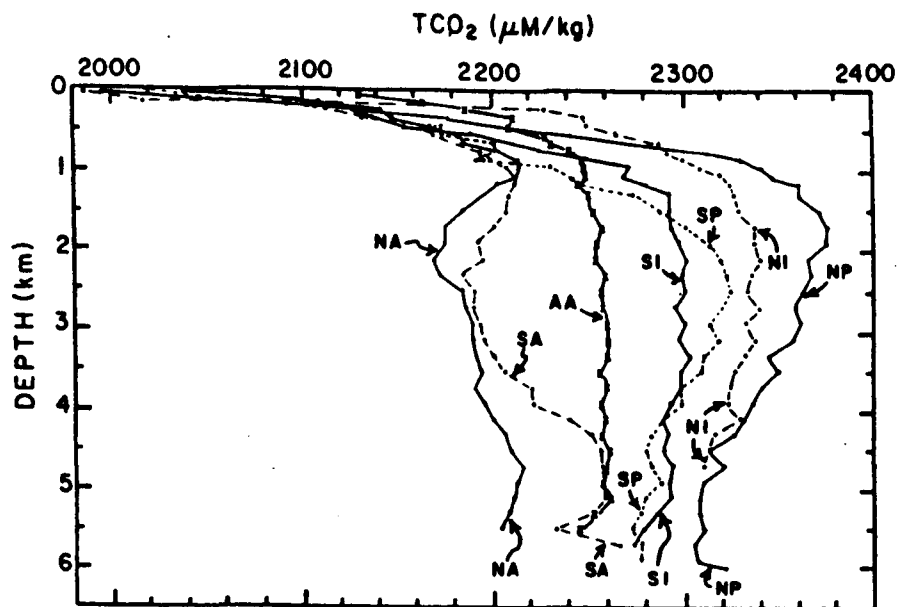 TCO₂ (μM/kg)
2000 2100 2200 2300 2400
DEPTH (km)
0
1
2
3
4
5
6
NA
SA
AA
SI
SP
NI
NP
NI
SP
NA
SA
SI
NP